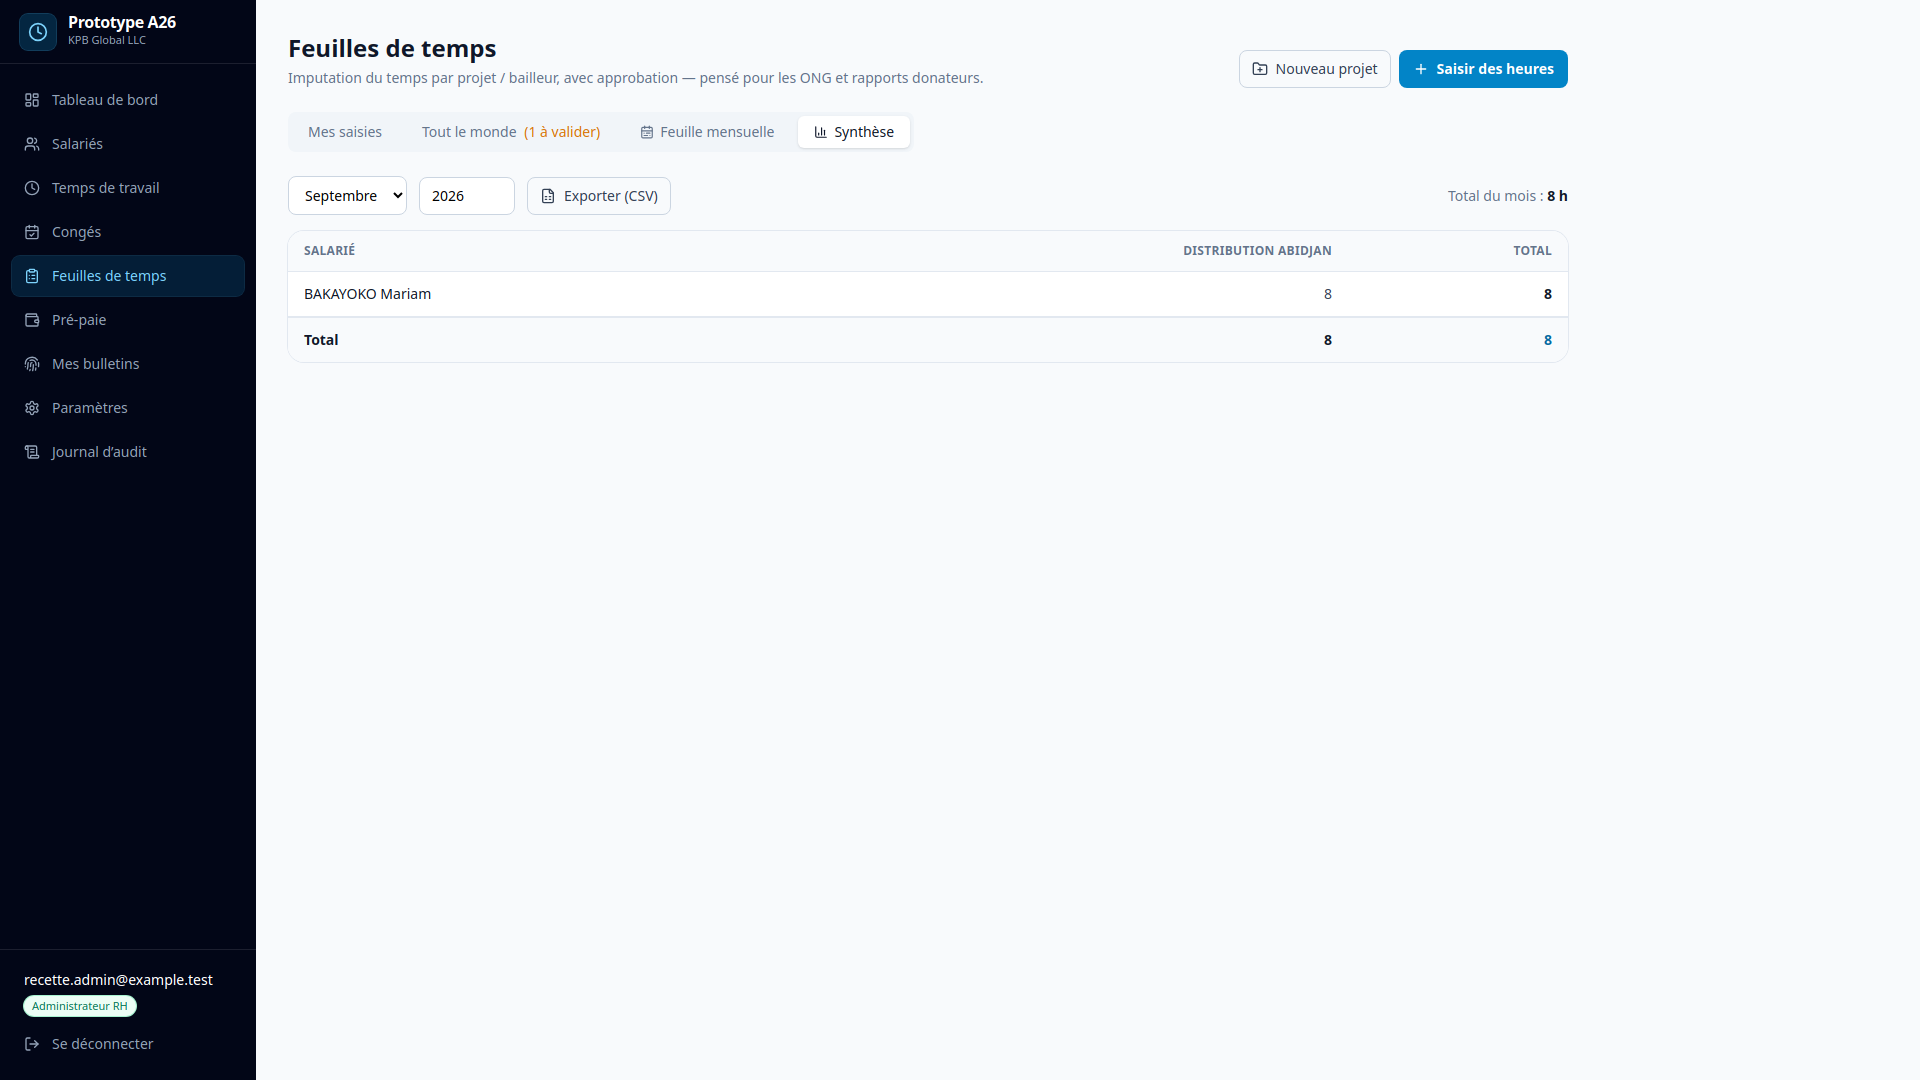 Prototype A26
KPB Global LLC
Tableau de bord
Salariés
Temps de travail
Congés
Feuilles de temps
Pré-paie
Mes bulletins
Paramètres
Journal d’audit
recette.admin@example.test
Administrateur RH
Se déconnecter
Feuilles de temps
Imputation du temps par projet / bailleur, avec approbation — pensé pour les ONG et rapports donateurs.
Nouveau projet
Saisir des heures
Mes saisies
Tout le monde (1 à valider)
Feuille mensuelle
Synthèse
Septembre
2026
Exporter (CSV)
Total du mois : 8 h
SALARIÉ DISTRIBUTION ABIDJAN TOTAL
BAKAYOKO Mariam 8 8
Total 8 8